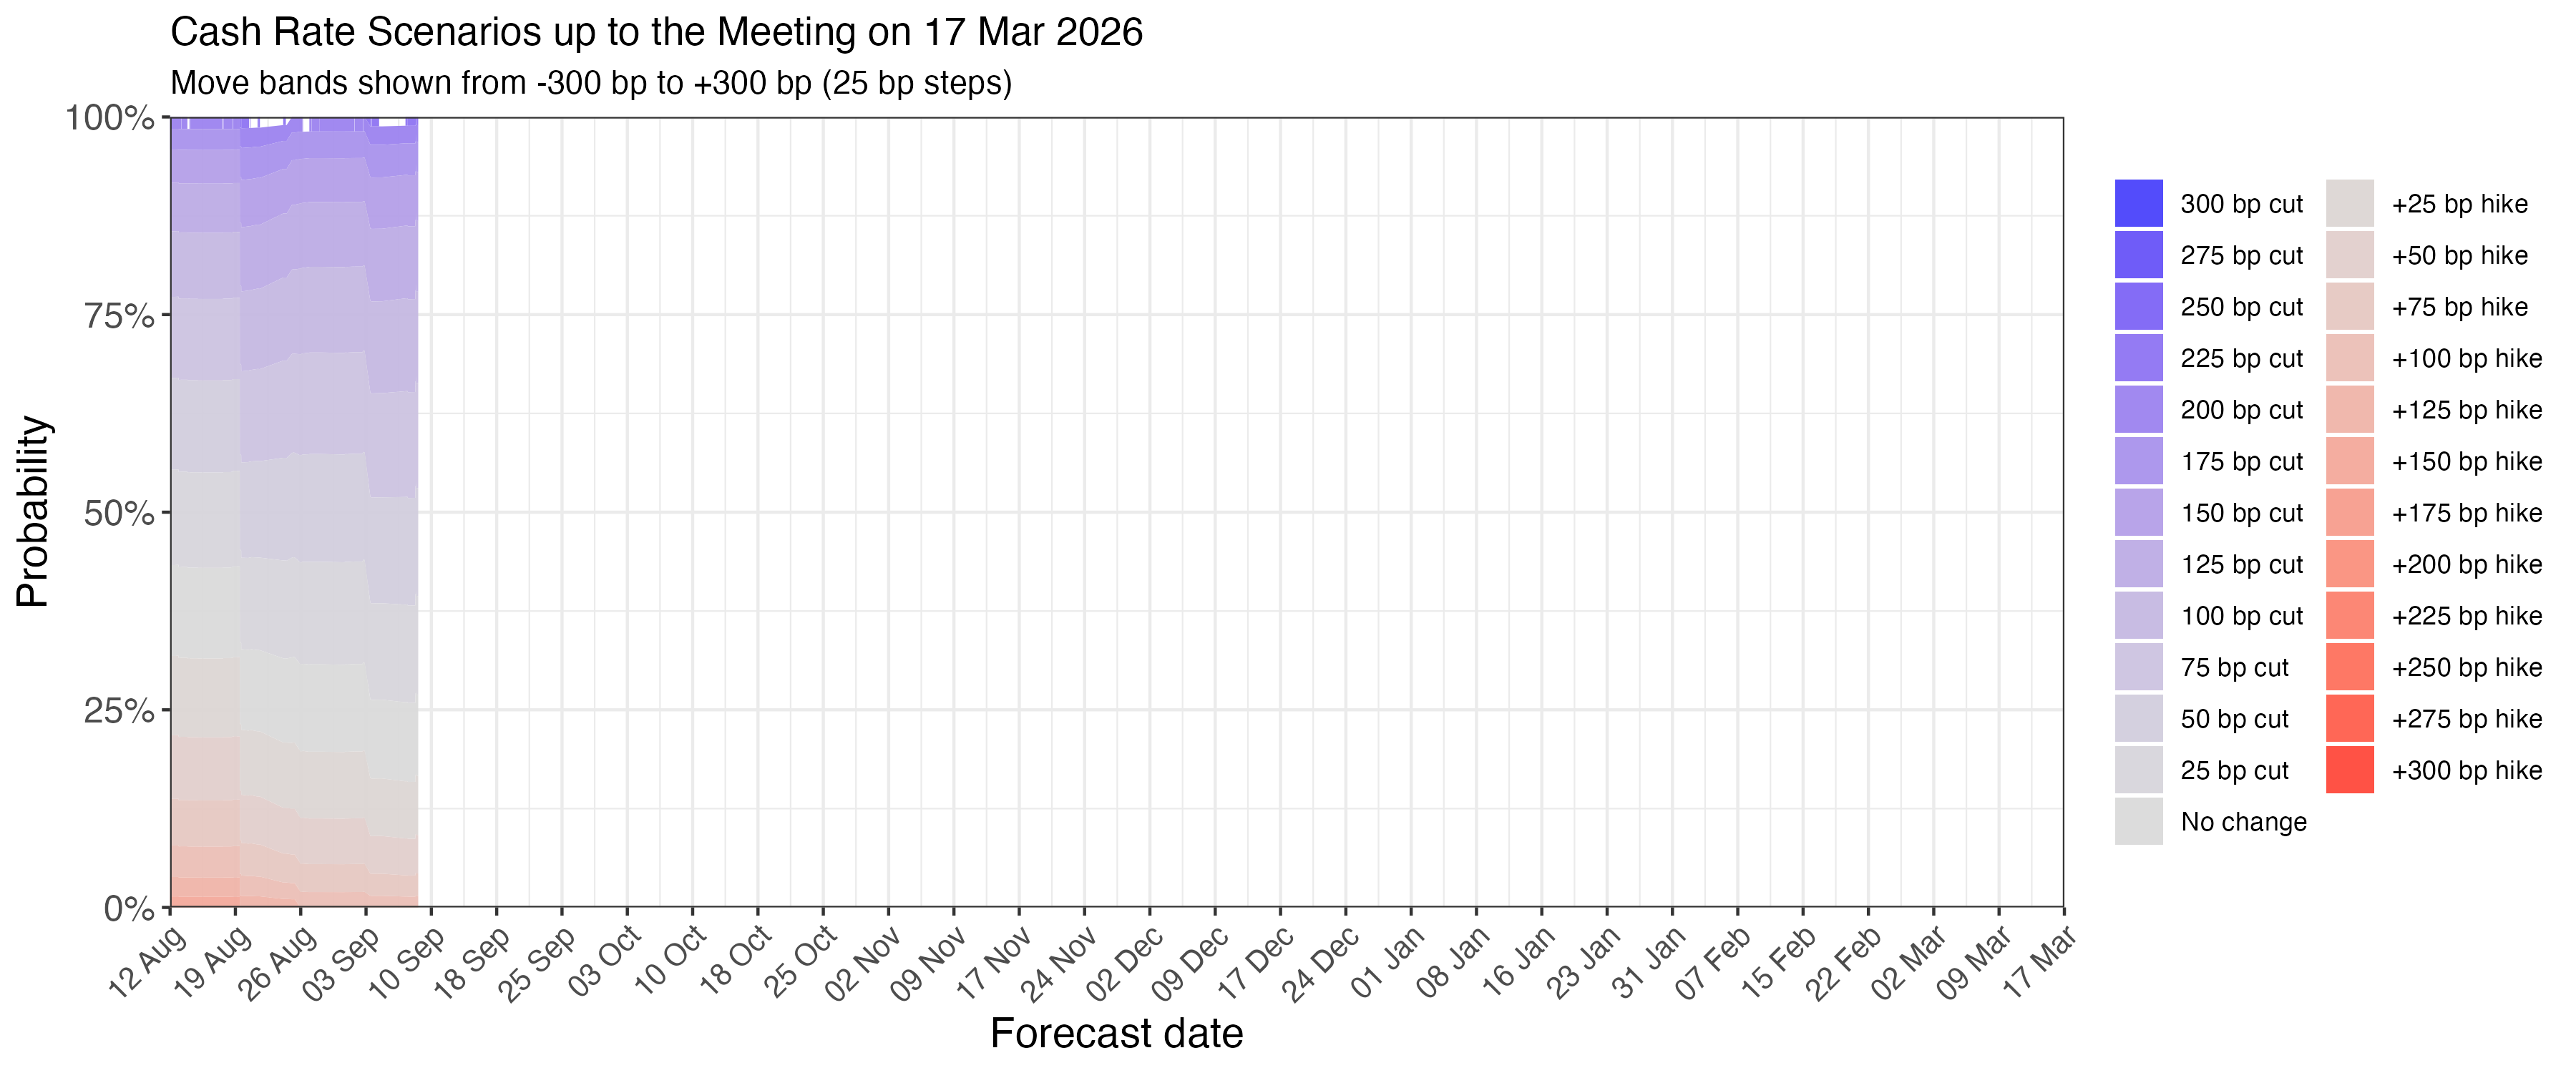 Cash Rate Scenarios up to the Meeting on 17 Mar 2026
Move bands shown from -300 bp to +300 bp (25 bp steps)
Probability
100%
75%
50%
25%
0%
12 Aug
19 Aug
26 Aug
03 Sep
10 Sep
18 Sep
25 Sep
03 Oct
10 Oct
18 Oct
25 Oct
02 Nov
09 Nov
17 Nov
24 Nov
02 Dec
09 Dec
17 Dec
24 Dec
01 Jan
08 Jan
16 Jan
23 Jan
31 Jan
07 Feb
15 Feb
22 Feb
02 Mar
09 Mar
17 Mar
Forecast date
300 bp cut
275 bp cut
250 bp cut
225 bp cut
200 bp cut
175 bp cut
150 bp cut
125 bp cut
100 bp cut
75 bp cut
50 bp cut
25 bp cut
No change
+25 bp hike
+50 bp hike
+75 bp hike
+100 bp hike
+125 bp hike
+150 bp hike
+175 bp hike
+200 bp hike
+225 bp hike
+250 bp hike
+275 bp hike
+300 bp hike